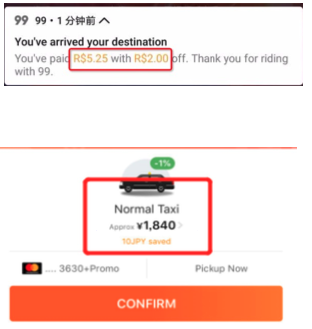 99 99 • 1 分钟前
You've arrived your destination
You've paid R$5.25 with R$2.00 off. Thank you for riding
with 99.
-1%
Normal Taxi
Approx ¥1,840
10JPY saved
.... 3630+Promo
Pickup Now
CONFIRM